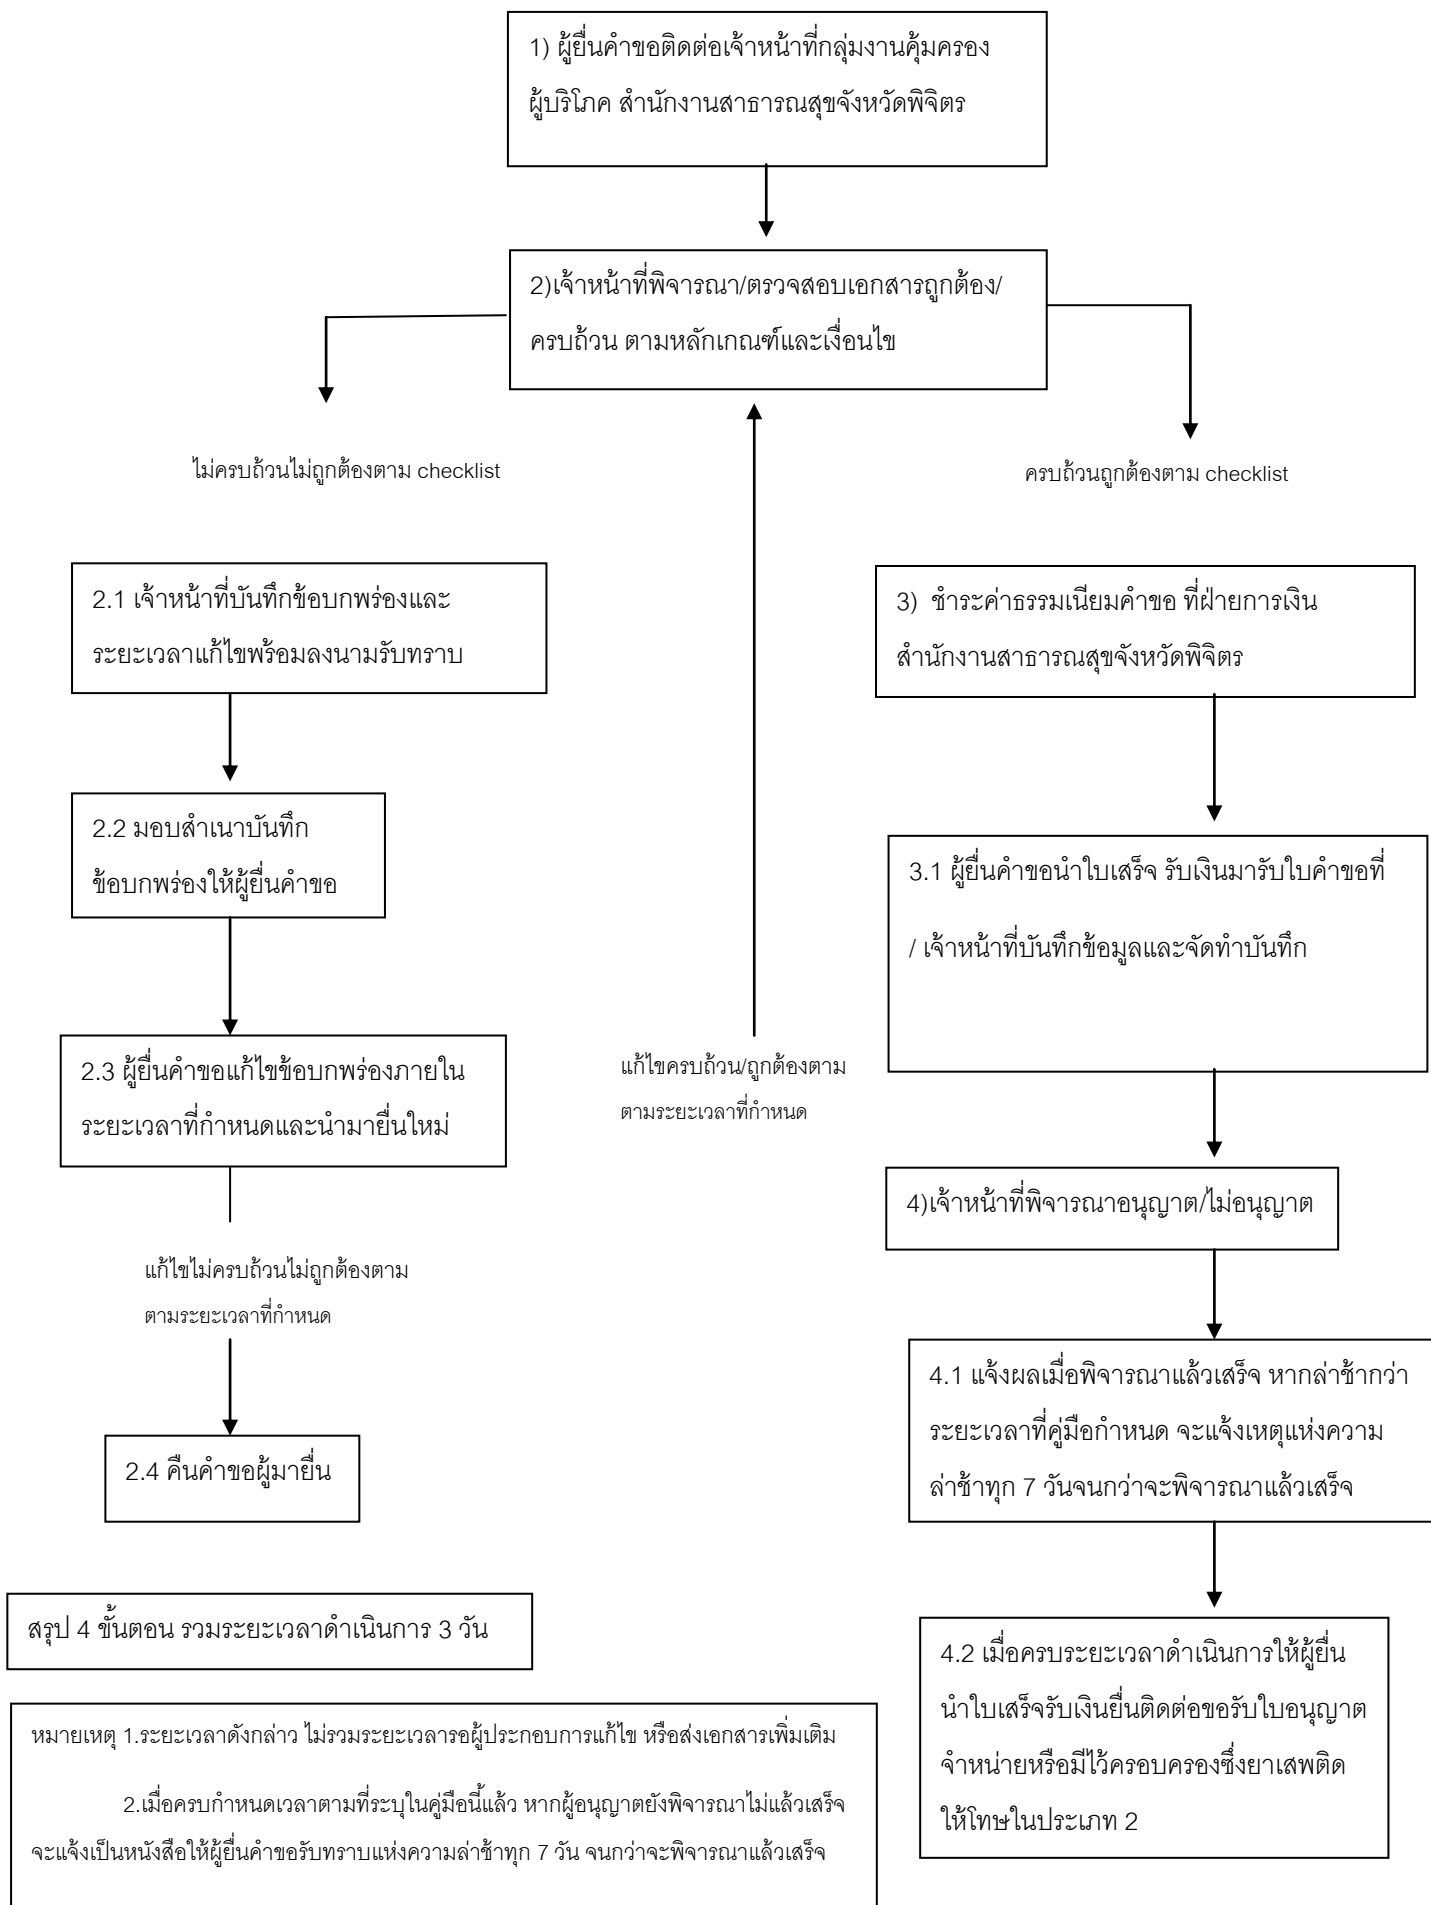 1) ผู้ยื่นคำขอติดต่อเจ้าหน้าที่กลุ่มงานคุ้มครอง
ผู้บริโภค สำนักงานสาธารณสุขจังหวัดพิจิตร
2)เจ้าหน้าที่พิจารณา/ตรวจสอบเอกสารถูกต้อง/
ครบถ้วน ตามหลักเกณฑ์และเงื่อนไข
ไม่ครบถ้วนไม่ถูกต้องตาม checklist
ครบถ้วนถูกต้องตาม checklist
2.1 เจ้าหน้าที่บันทึกข้อบกพร่องและ
ระยะเวลาแก้ไขพร้อมลงนามรับทราบ
3) ชำระค่าธรรมเนียมคำขอ ที่ฝ่ายการเงิน
สำนักงานสาธารณสุขจังหวัดพิจิตร
2.2 มอบสำเนาบันทึก
ข้อบกพร่องให้ผู้ยื่นคำขอ
3.1 ผู้ยื่นคำขอนำใบเสร็จ รับเงินมารับใบคำขอที่
/ เจ้าหน้าที่บันทึกข้อมูลและจัดทำบันทึก
2.3 ผู้ยื่นคำขอแก้ไขข้อบกพร่องภายใน
ระยะเวลาที่กำหนดและนำมายื่นใหม่
แก้ไขครบถ้วน/ถูกต้องตาม
ตามระยะเวลาที่กำหนด
4)เจ้าหน้าที่พิจารณาอนุญาต/ไม่อนุญาต
แก้ไขไม่ครบถ้วนไม่ถูกต้องตาม
ตามระยะเวลาที่กำหนด
4.1 แจ้งผลเมื่อพิจารณาแล้วเสร็จ หากล่าช้ากว่า
ระยะเวลาที่คู่มือกำหนด จะแจ้งเหตุแห่งความ
ล่าช้าทุก 7 วันจนกว่าจะพิจารณาแล้วเสร็จ
2.4 คืนคำขอผู้มายื่น
สรุป 4 ขั้นตอน รวมระยะเวลาดำเนินการ 3 วัน
4.2 เมื่อครบระยะเวลาดำเนินการให้ผู้ยื่น
นำใบเสร็จรับเงินยื่นติดต่อขอรับใบอนุญาต
จำหน่ายหรือมีไว้ครอบครองซึ่งยาเสพติด
ให้โทษในประเภท 2
หมายเหตุ 1.ระยะเวลาดังกล่าว ไม่รวมระยะเวลารอผู้ประกอบการแก้ไข หรือส่งเอกสารเพิ่มเติม
2.เมื่อครบกำหนดเวลาตามที่ระบุในคู่มือนี้แล้ว หากผู้อนุญาตยังพิจารณาไม่แล้วเสร็จ
จะแจ้งเป็นหนังสือให้ผู้ยื่นคำขอรับทราบแห่งความล่าช้าทุก 7 วัน จนกว่าจะพิจารณาแล้วเสร็จ